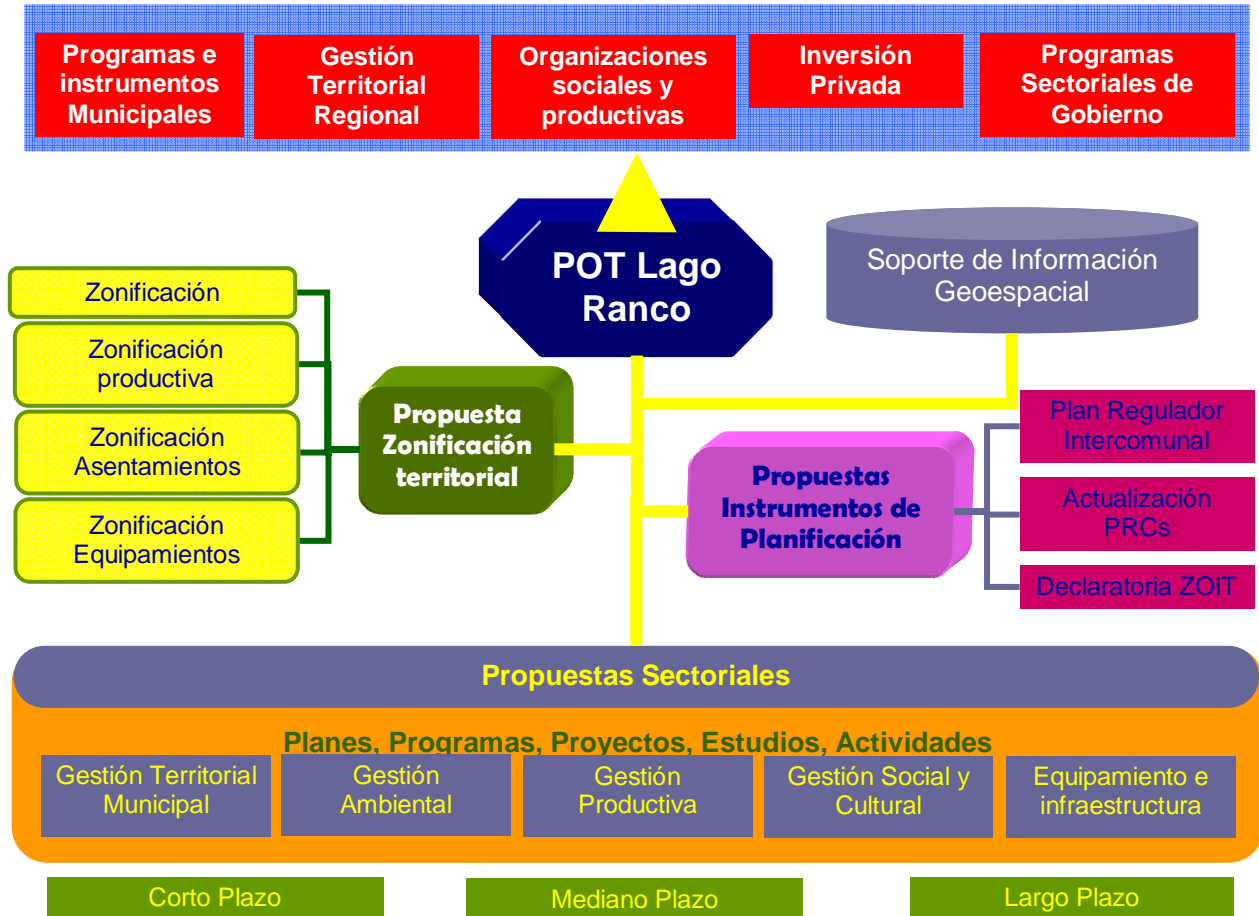 Programas e
instrumentos
Municipales
Gestión
Territorial
Regional
Organizaciones
sociales y
productivas
Inversión
Privada
Programas
Sectoriales de
Gobierno
POT Lago
Ranco
Soporte de Información
Geoespacial
Zonificación
Zonificación
productiva
Zonificación
Asentamientos
Zonificación
Equipamientos
Propuesta
Zonificación
territorial
Propuestas
Instrumentos de
Planificación
Plan Regulador
Intercomunal
Actualización
PRCs
Declaratoria ZOIT
Propuestas Sectoriales
Planes, Programas, Proyectos, Estudios, Actividades
Gestión Territorial
Municipal
Gestión
Ambiental
Gestión
Productiva
Gestión Social y
Cultural
Equipamiento e
infraestructura
Corto Plazo
Mediano Plazo
Largo Plazo